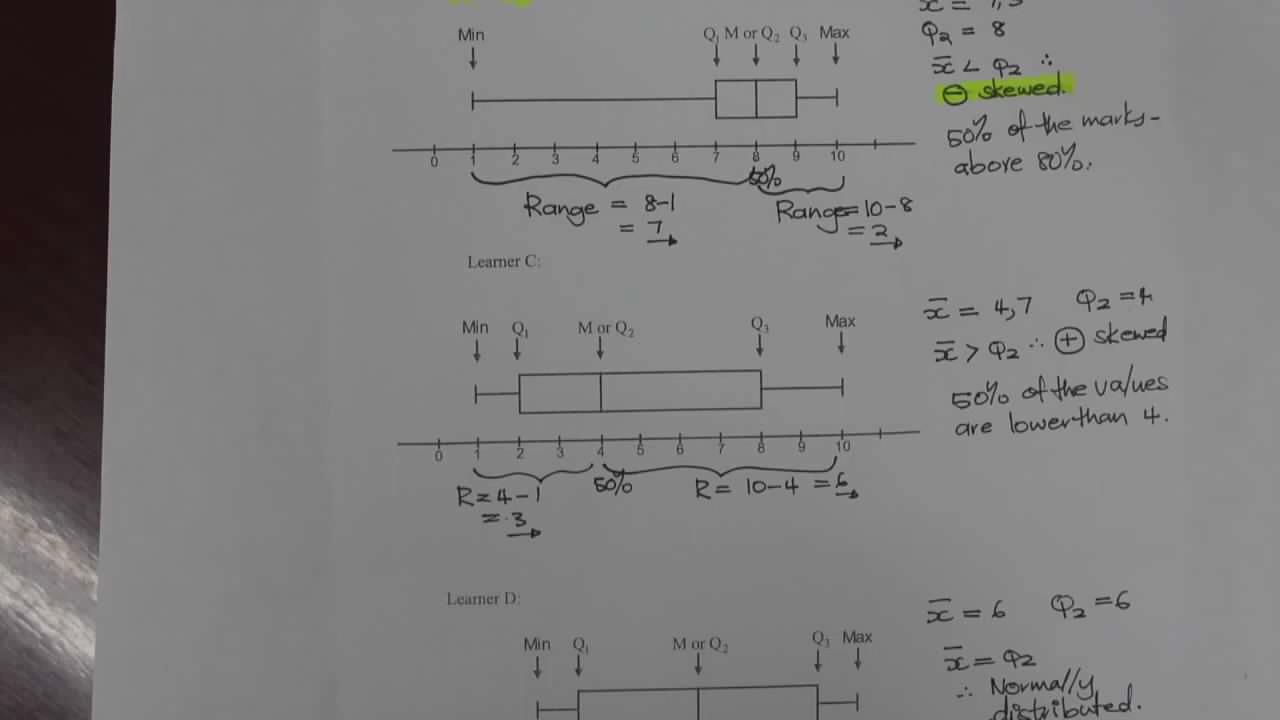 Min Q₁ M or Q₂ Q₃ Max
Q₂ = 8
x̄ < Q₂ ∴
⊖ skewed.
50% of the marks -
above 80%.
0 1 2 3 4 5 6 7 8 9 10
50%
Range = 8-1
= 7
Range = 10-8
= 2
Learner C:
Min Q₁ M or Q₂ Q₃ Max
x̄ = 4,7 Q₂ = 4
x̄ > Q₂ ∴ ⊕ skewed
50% of the values
are lower than 4.
0 1 2 3 4 5 6 7 8 9 10
R = 4-1
= 3
50%
R = 10-4 = 6
Learner D:
Min Q₁ M or Q₂ Q₃ Max
x̄ = 6 Q₂ = 6
x̄ = Q₂
∴ Normally
distributed.